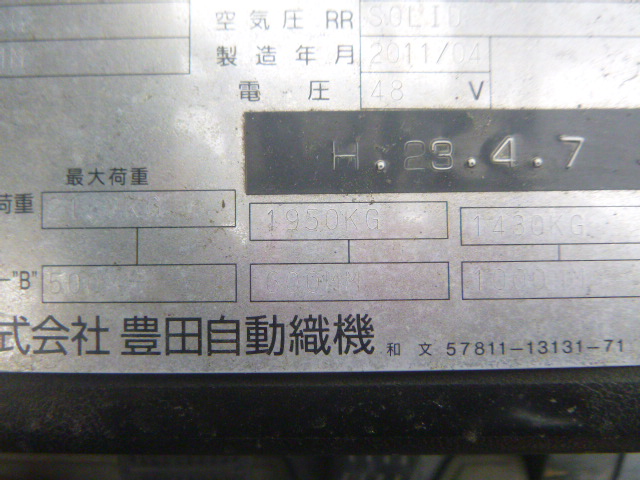 空気圧 RR SOLID
製造年月 2011/04
電圧 48 V
H.23.4.7
最大荷重
荷重 1950KG 1430KG
"B" 500
式会社 豊田自動織機 和文 57811-13131-71